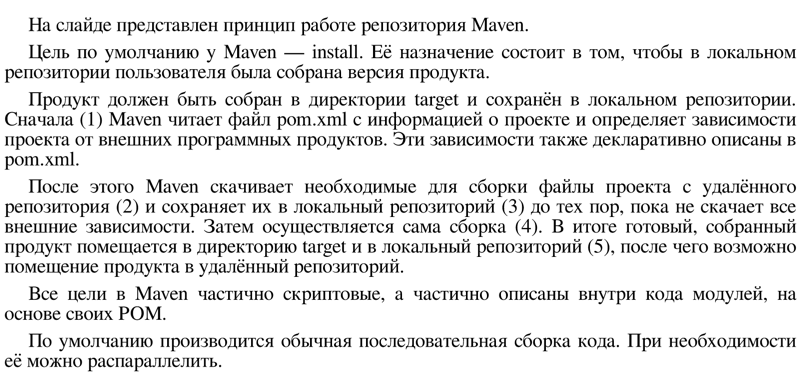 На слайде представлен принцип работе репозитория Maven.
Цель по умолчанию у Maven — install. Её назначение состоит в том, чтобы в локальном
репозитории пользователя была собрана версия продукта.
Продукт должен быть собран в директории target и сохранён в локальном репозитории.
Сначала (1) Maven читает файл pom.xml с информацией о проекте и определяет зависимости
проекта от внешних программных продуктов. Эти зависимости также декларативно описаны в
pom.xml.
После этого Maven скачивает необходимые для сборки файлы проекта с удалённого
репозитория (2) и сохраняет их в локальный репозиторий (3) до тех пор, пока не скачает все
внешние зависимости. Затем осуществляется сама сборка (4). В итоге готовый, собранный
продукт помещается в директорию target и в локальный репозиторий (5), после чего возможно
помещение продукта в удалённый репозиторий.
Все цели в Maven частично скриптовые, а частично описаны внутри кода модулей, на
основе своих POM.
По умолчанию производится обычная последовательная сборка кода. При необходимости
её можно распараллелить.